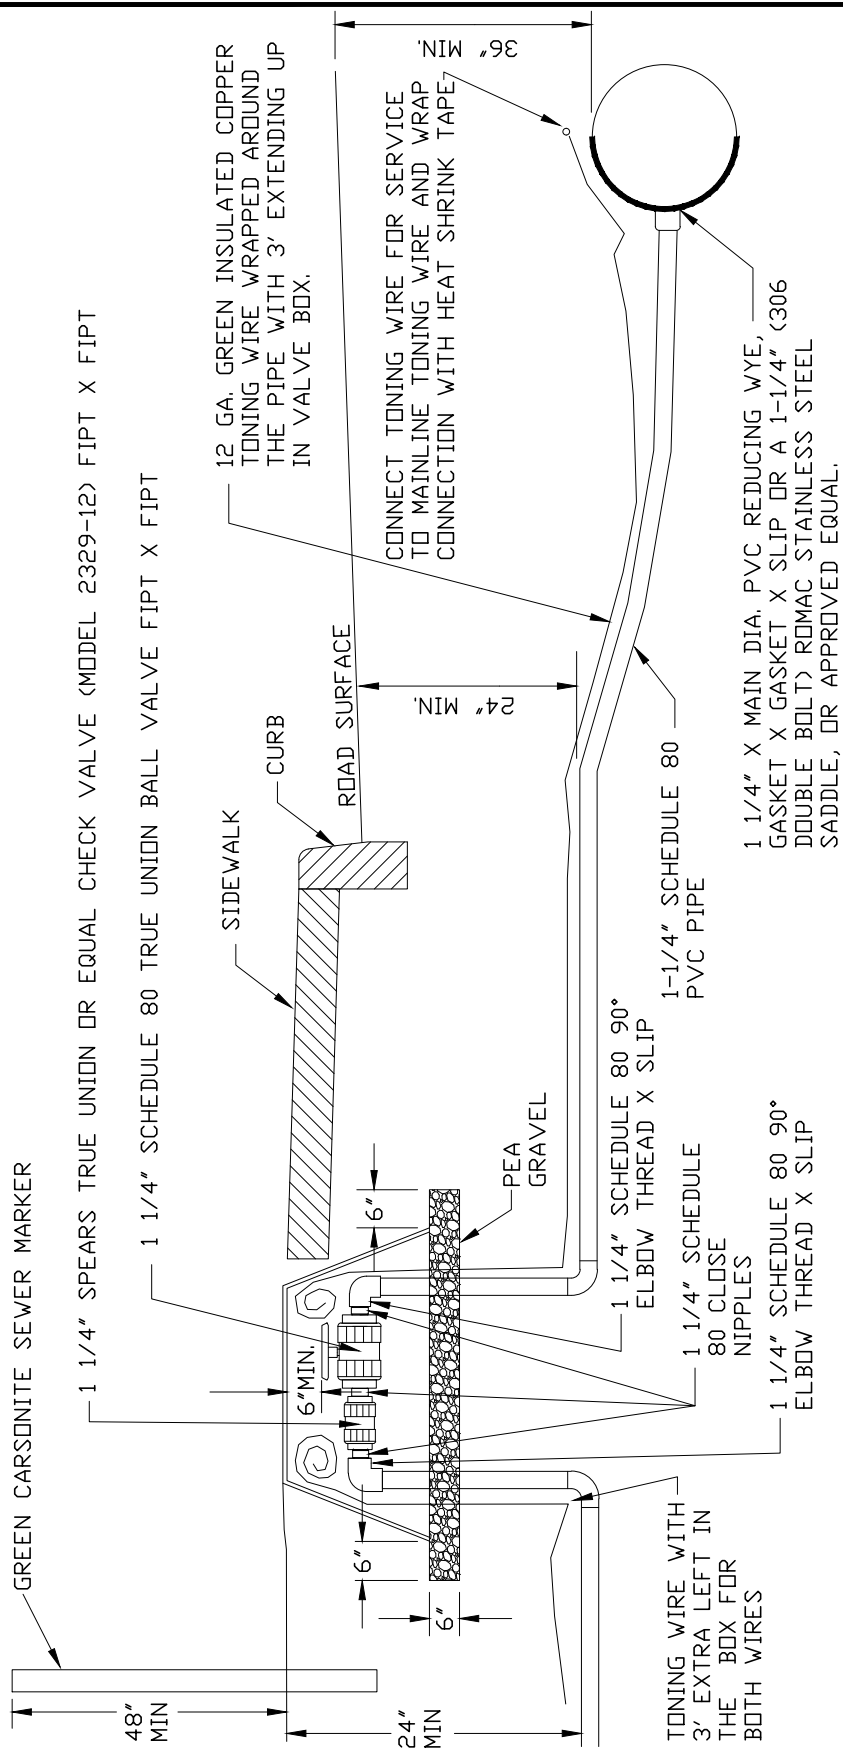 GREEN CARSONITE SEWER MARKER
1 1/4" SPEARS TRUE UNION OR EQUAL CHECK VALVE (MODEL 2329-12) FIPT X FIPT
1 1/4" SCHEDULE 80 TRUE UNION BALL VALVE FIPT X FIPT
SIDEWALK
CURB
ROAD SURFACE
12 GA. GREEN INSULATED COPPER
TONING WIRE WRAPPED AROUND
THE PIPE WITH 3' EXTENDING UP
IN VALVE BOX.
CONNECT TONING WIRE FOR SERVICE
TO MAINLINE TONING WIRE AND WRAP
CONNECTION WITH HEAT SHRINK TAPE
36" MIN.
24" MIN.
48"
MIN
24"
MIN
6"
6"
6"MIN.
6"
PEA
GRAVEL
1 1/4" SCHEDULE 80 90°
ELBOW THREAD X SLIP
1-1/4" SCHEDULE 80
PVC PIPE
1 1/4" X MAIN DIA. PVC REDUCING WYE,
GASKET X GASKET X SLIP OR A 1-1/4" (306
DOUBLE BOLT) ROMAC STAINLESS STEEL
SADDLE, OR APPROVED EQUAL.
1 1/4" SCHEDULE
80 CLOSE
NIPPLES
1 1/4" SCHEDULE 80 90°
ELBOW THREAD X SLIP
TONING WIRE WITH
3' EXTRA LEFT IN
THE BOX FOR
BOTH WIRES